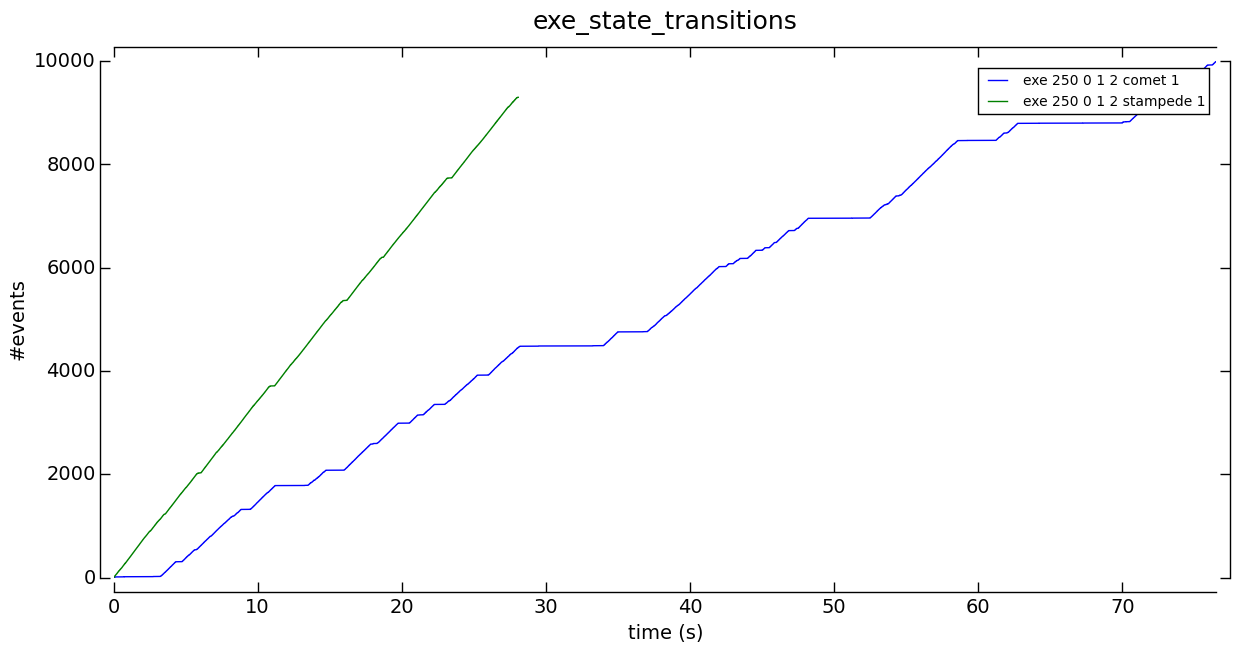 exe_state_transitions
exe 250 0 1 2 comet 1
exe 250 0 1 2 stampede 1
#events
10000
8000
6000
4000
2000
0
0 10 20 30 40 50 60 70
time (s)